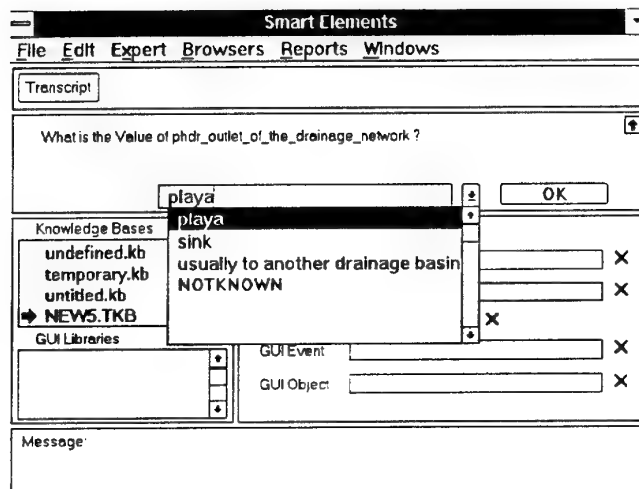 Smart Elements
File Edit Expert Browsers Reports Windows
Transcript
What is the Value of phdr_outlet_of_the_drainage_network ?
playa
OK
playa
sink
usually to another drainage basin
NOTKNOWN
Knowledge Bases
undefined.kb
temporary.kb
untitled.kb
NEW5.TKB
GUI Libraries
GUI Event
GUI Object
Message: